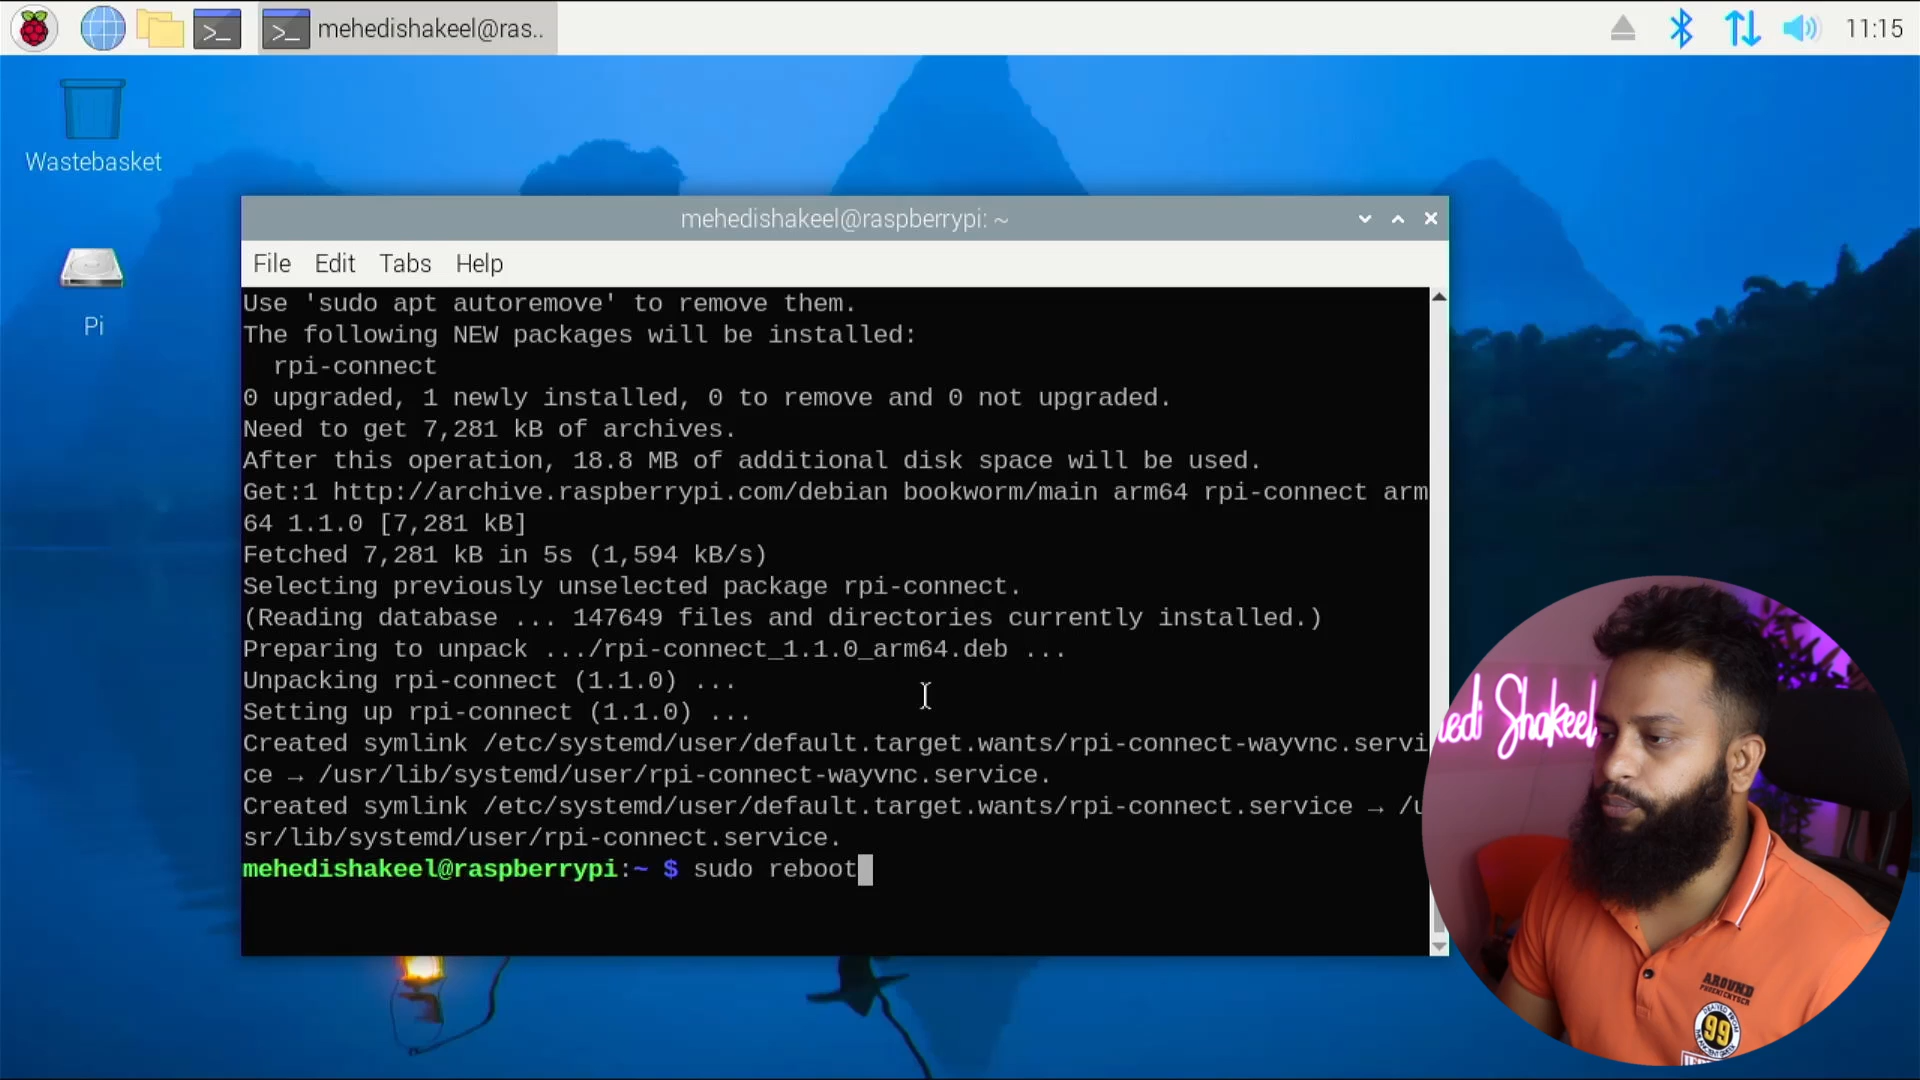 mehedishakeel@ras..
11:15
Wastebasket
Pi
mehedishakeel@raspberrypi: ~
File Edit Tabs Help
Use 'sudo apt autoremove' to remove them.
The following NEW packages will be installed:
rpi-connect
0 upgraded, 1 newly installed, 0 to remove and 0 not upgraded.
Need to get 7,281 kB of archives.
After this operation, 18.8 MB of additional disk space will be used.
Get:1 http://archive.raspberrypi.com/debian bookworm/main arm64 rpi-connect arm
64 1.1.0 [7,281 kB]
Fetched 7,281 kB in 5s (1,594 kB/s)
Selecting previously unselected package rpi-connect.
(Reading database ... 147649 files and directories currently installed.)
Preparing to unpack .../rpi-connect_1.1.0_arm64.deb ...
Unpacking rpi-connect (1.1.0) ...
Setting up rpi-connect (1.1.0) ...
Created symlink /etc/systemd/user/default.target.wants/rpi-connect-wayvnc.servi
ce → /usr/lib/systemd/user/rpi-connect-wayvnc.service.
Created symlink /etc/systemd/user/default.target.wants/rpi-connect.service → /u
sr/lib/systemd/user/rpi-connect.service.
mehedishakeel@raspberrypi:~ $ sudo reboot
edi Shakeel
AROUND
99